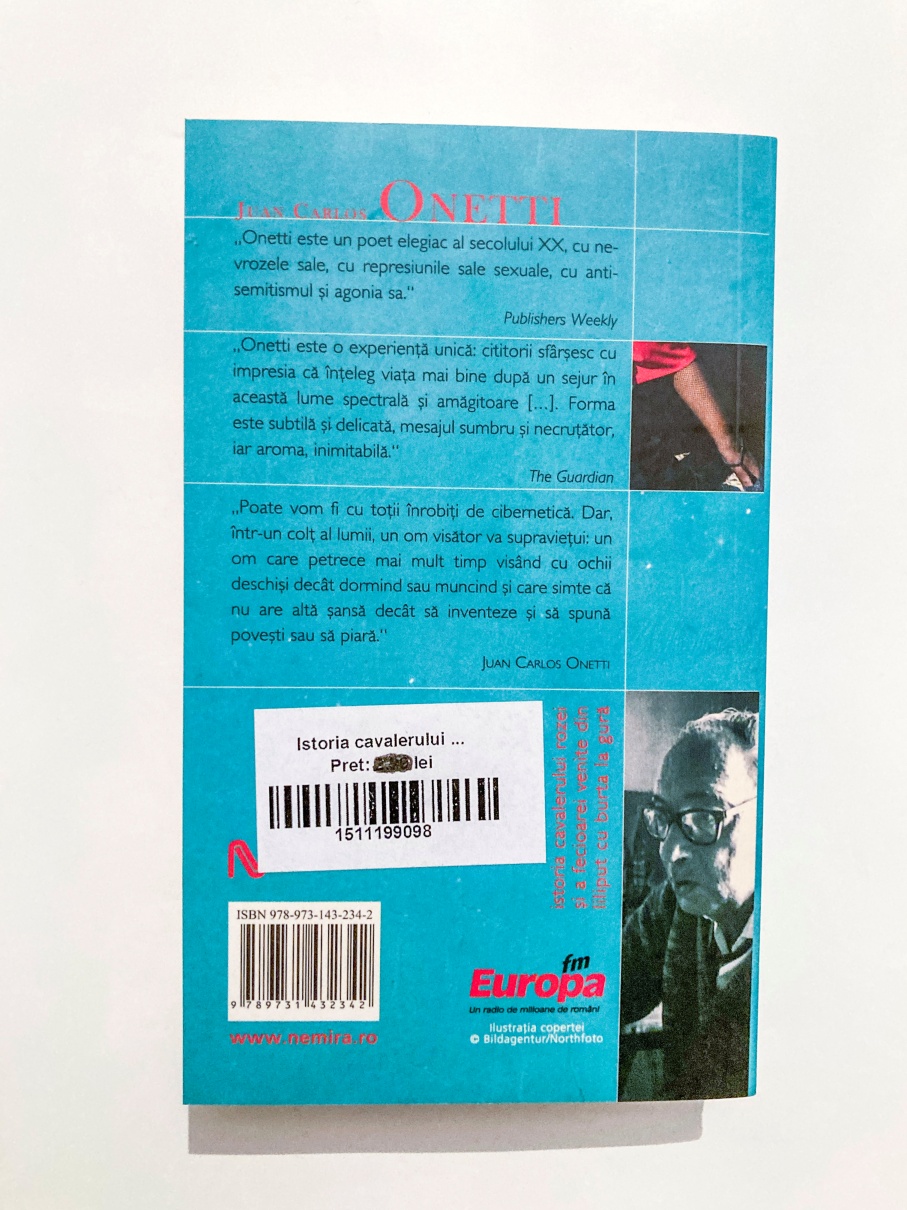 JUAN CARLOS ONETTI
„Onetti este un poet elegiac al secolului XX, cu ne-
vrozele sale, cu represiunile sale sexuale, cu anti-
semitismul și agonia sa.“
Publishers Weekly
„Onetti este o experiență unică: cititorii sfârșesc cu
impresia că înțeleg viața mai bine după un sejur în
această lume spectrală și amăgitoare [...]. Forma
este subtilă și delicată, mesajul sumbru și necruțător,
iar aroma, inimitabilă.“
The Guardian
„Poate vom fi cu toții înrobiți de cibernetică. Dar,
într-un colț al lumii, un om visător va supraviețui: un
om care petrece mai mult timp visând cu ochii
deschiși decât dormind sau muncind și care simte că
nu are altă șansă decât să inventeze și să spună
povești sau să piară.“
JUAN CARLOS ONETTI
Istoria cavalerului ...
Pret: lei
1511199098
istoria cavalerului rozei
și a fecioarei venite din
liliput cu burta la gură
ISBN 978-973-143-234-2
9 789731 432342
www.nemira.ro
Europa fm
Un radio de milioane de români
Ilustrația copertei
© Bildagentur/Northfoto